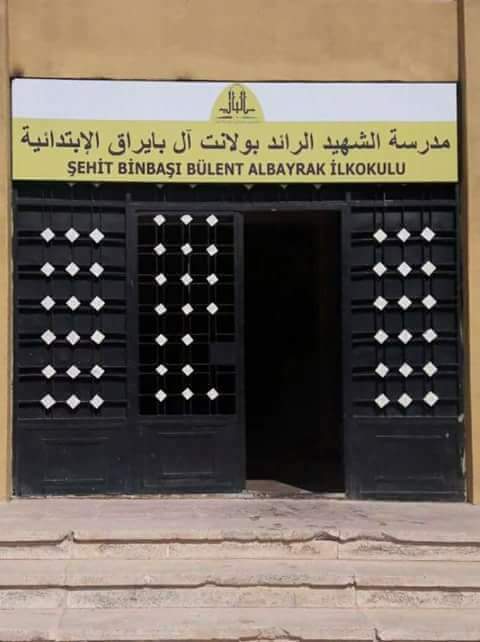 مدرسة الشهيد الرائد بولانت آل بايراق الإبتدائية
ŞEHİT BİNBAŞI BÜLENT ALBAYRAK İLKOKULU